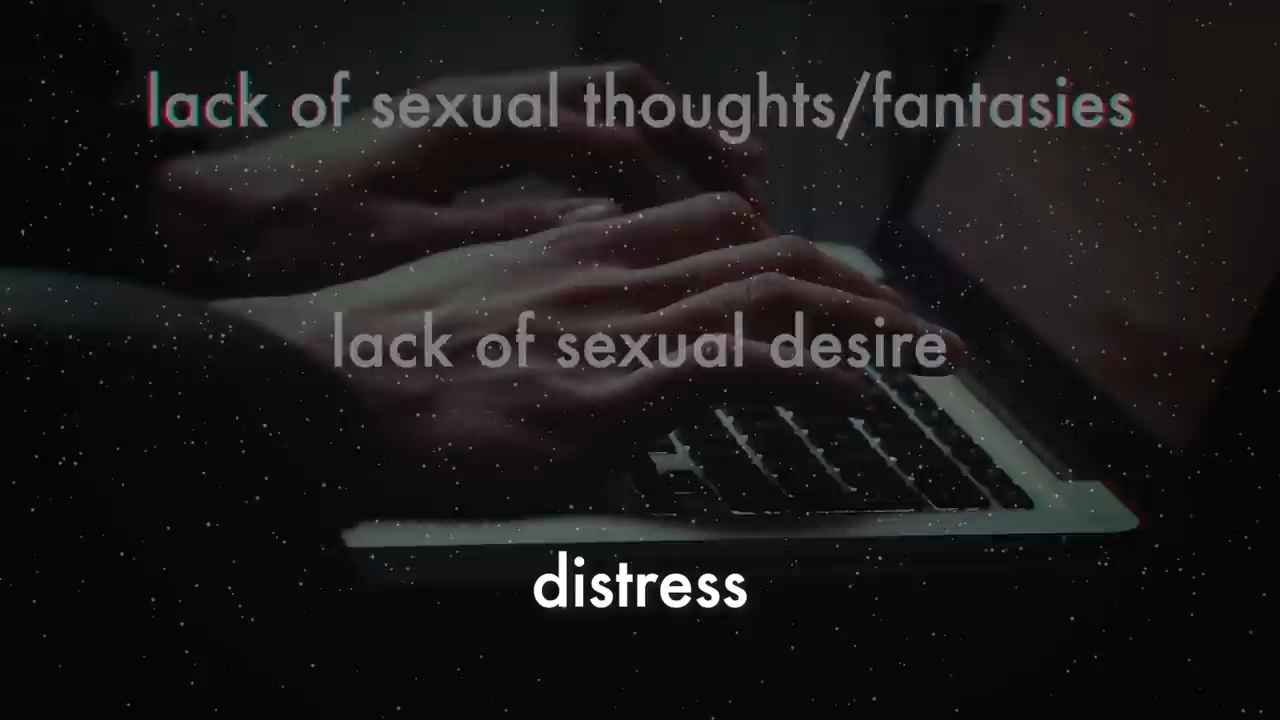 lack of sexual thoughts/fantasies
lack of sexual desire
distress